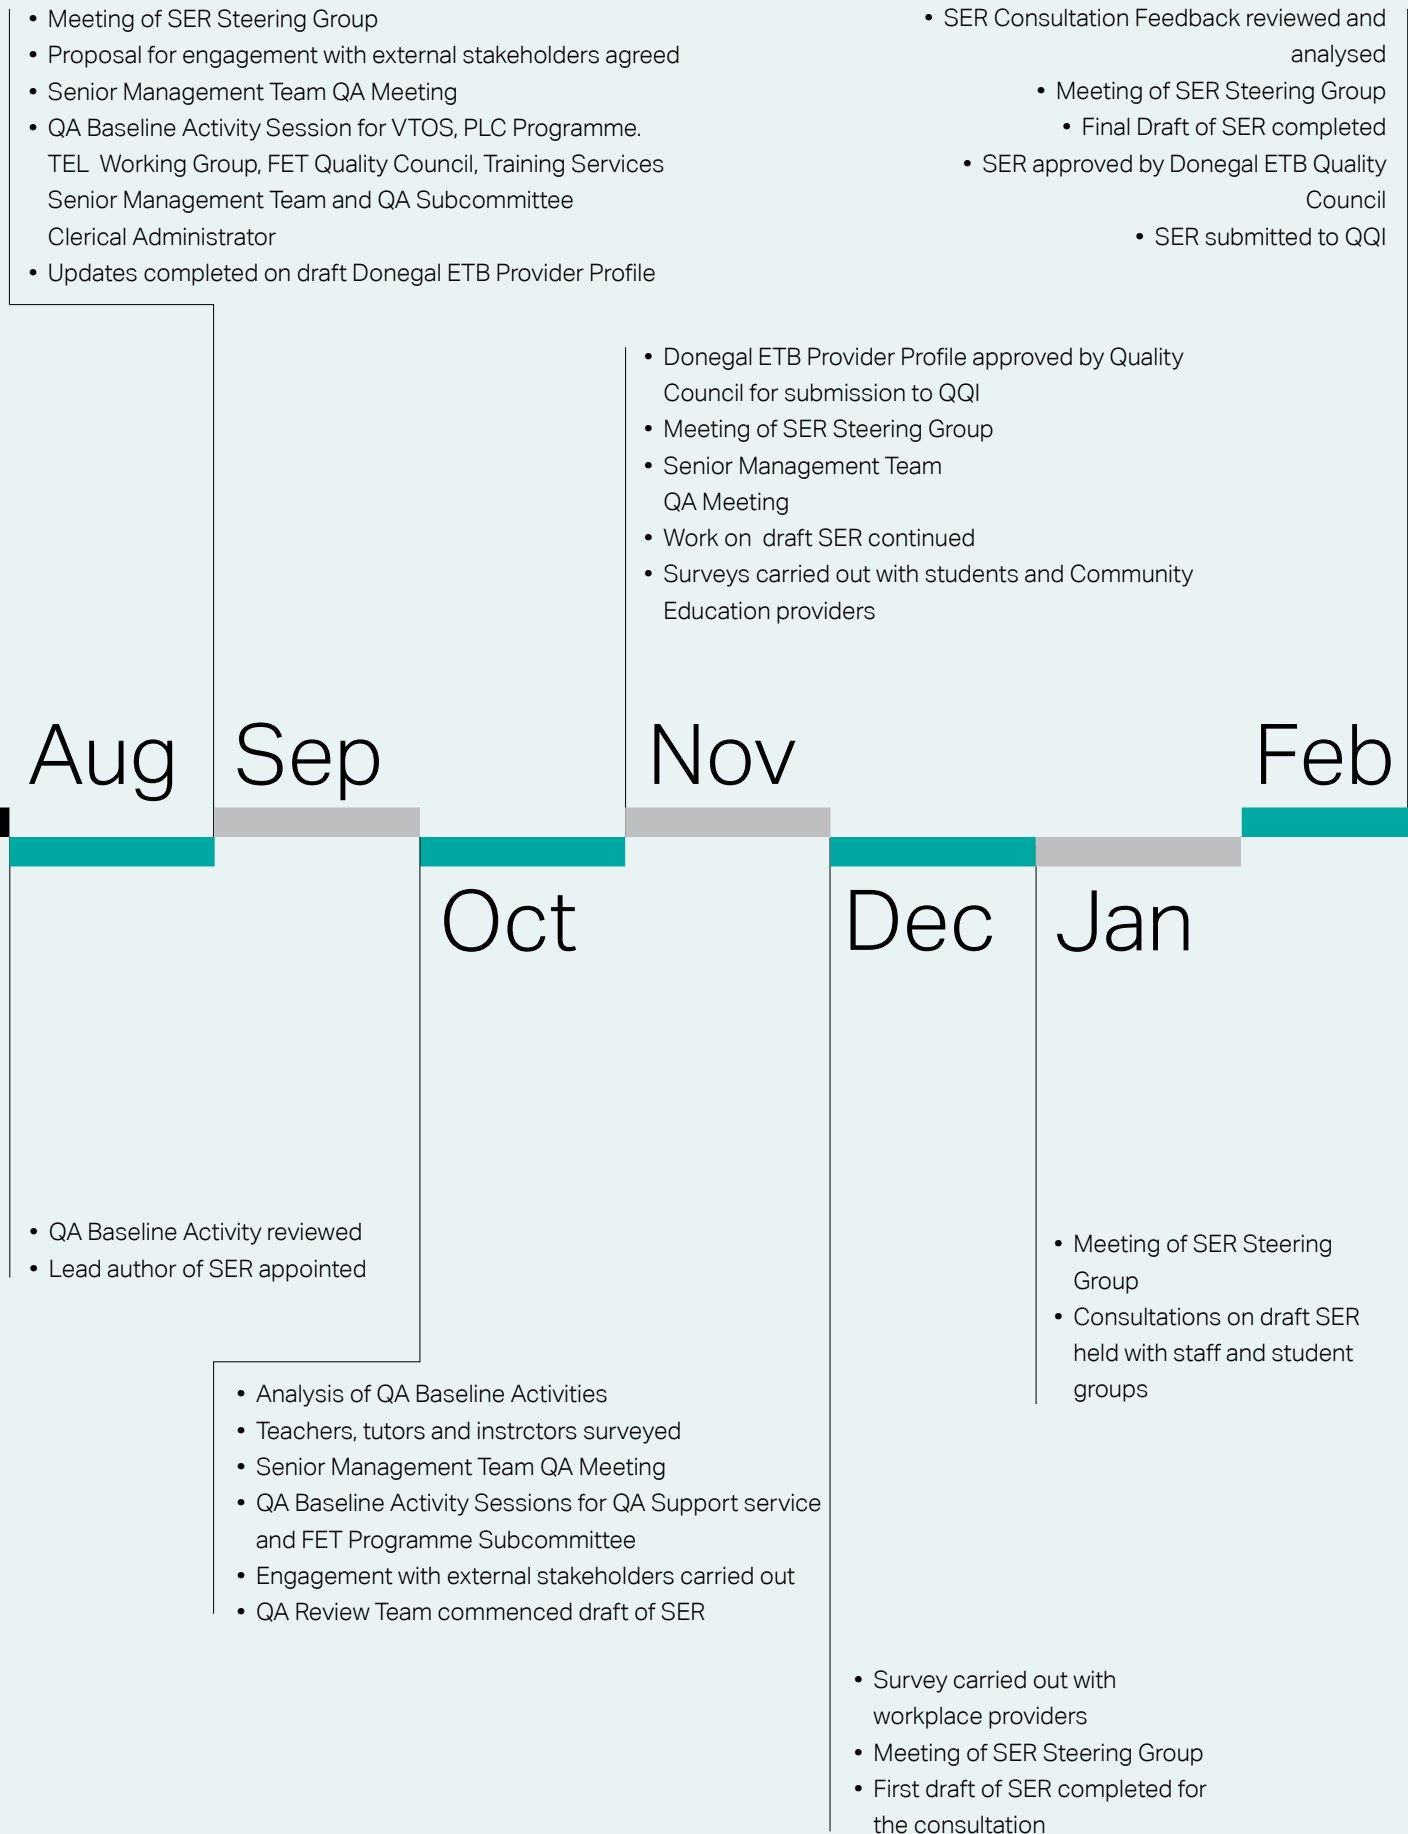 • Meeting of SER Steering Group
• Proposal for engagement with external stakeholders agreed
• Senior Management Team QA Meeting
• QA Baseline Activity Session for VTOS, PLC Programme.
TEL Working Group, FET Quality Council, Training Services
Senior Management Team and QA Subcommittee
Clerical Administrator
• Updates completed on draft Donegal ETB Provider Profile
• SER Consultation Feedback reviewed and
analysed
• Meeting of SER Steering Group
• Final Draft of SER completed
• SER approved by Donegal ETB Quality
Council
• SER submitted to QQI
• Donegal ETB Provider Profile approved by Quality
Council for submission to QQI
• Meeting of SER Steering Group
• Senior Management Team
QA Meeting
• Work on draft SER continued
• Surveys carried out with students and Community
Education providers
Aug
Sep
Nov
Feb
Oct
Dec
Jan
• QA Baseline Activity reviewed
• Lead author of SER appointed
• Meeting of SER Steering
Group
• Consultations on draft SER
held with staff and student
groups
• Analysis of QA Baseline Activities
• Teachers, tutors and instrctors surveyed
• Senior Management Team QA Meeting
• QA Baseline Activity Sessions for QA Support service
and FET Programme Subcommittee
• Engagement with external stakeholders carried out
• QA Review Team commenced draft of SER
• Survey carried out with
workplace providers
• Meeting of SER Steering Group
• First draft of SER completed for
the consultation